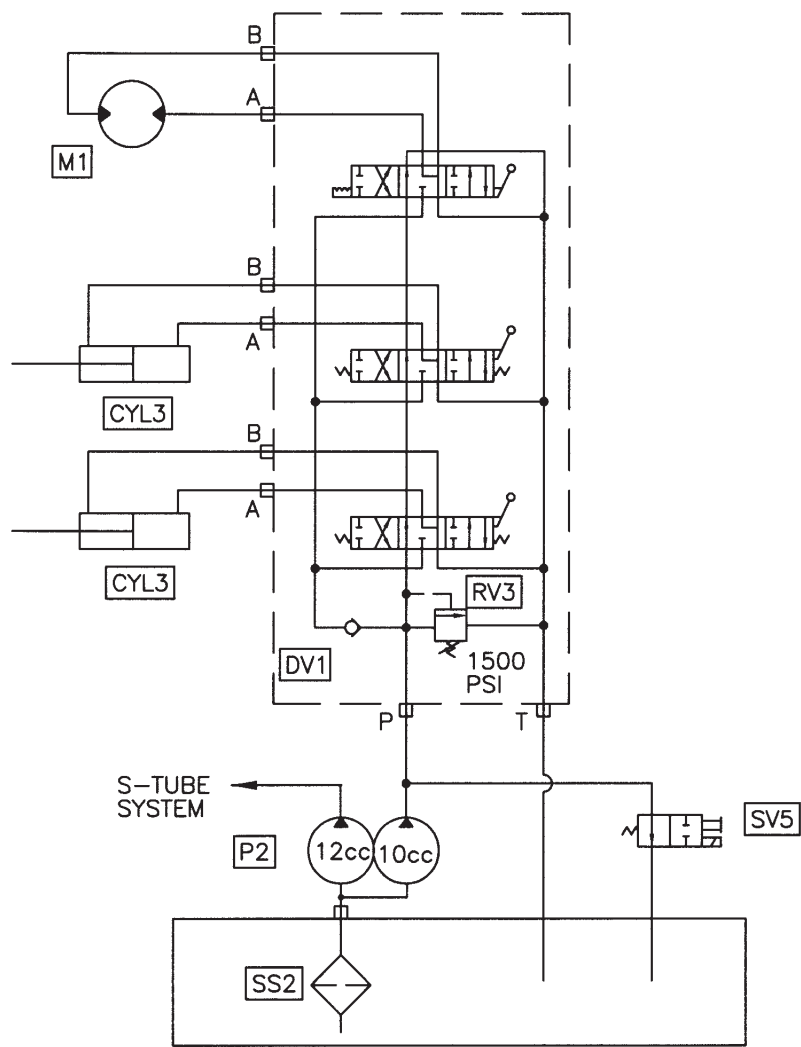 B
A
M1
B
A
CYL3
B
A
CYL3
RV3
DV1
1500
PSI
P
T
S-TUBE
SYSTEM
SV5
P2
12cc
10cc
SS2